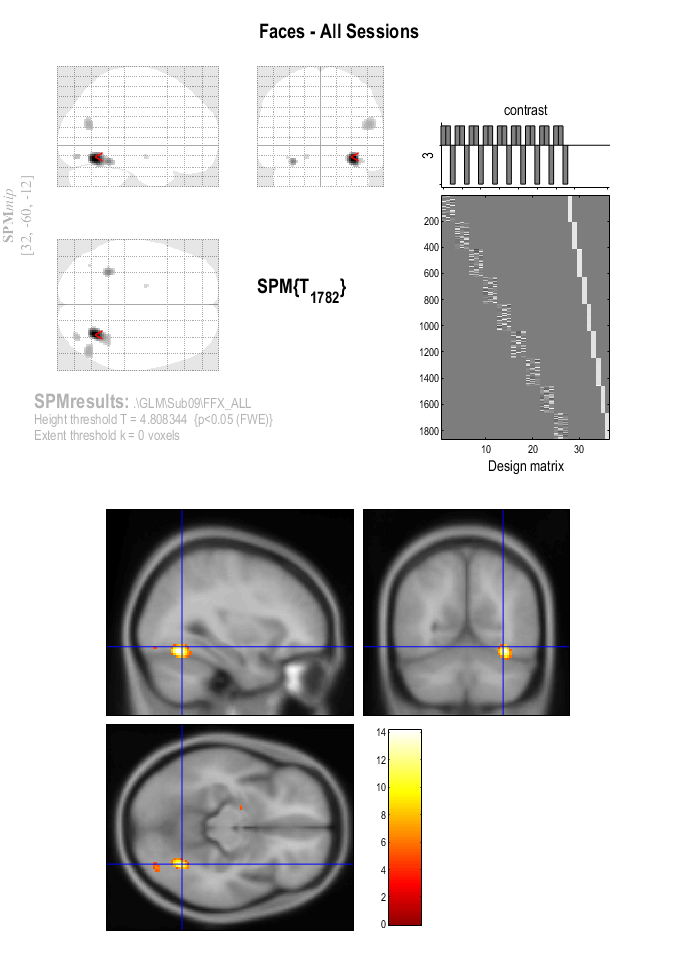 Faces - All Sessions
contrast
3
SPMmip
[32, -60, -12]
SPM{T1782}
200
400
600
800
1000
1200
1400
1600
1800
10 20 30
Design matrix
SPMresults: .\GLM\Sub09\FFX_ALL
Height threshold T = 4.808344 {p<0.05 (FWE)}
Extent threshold k = 0 voxels
14
12
10
8
6
4
2
0